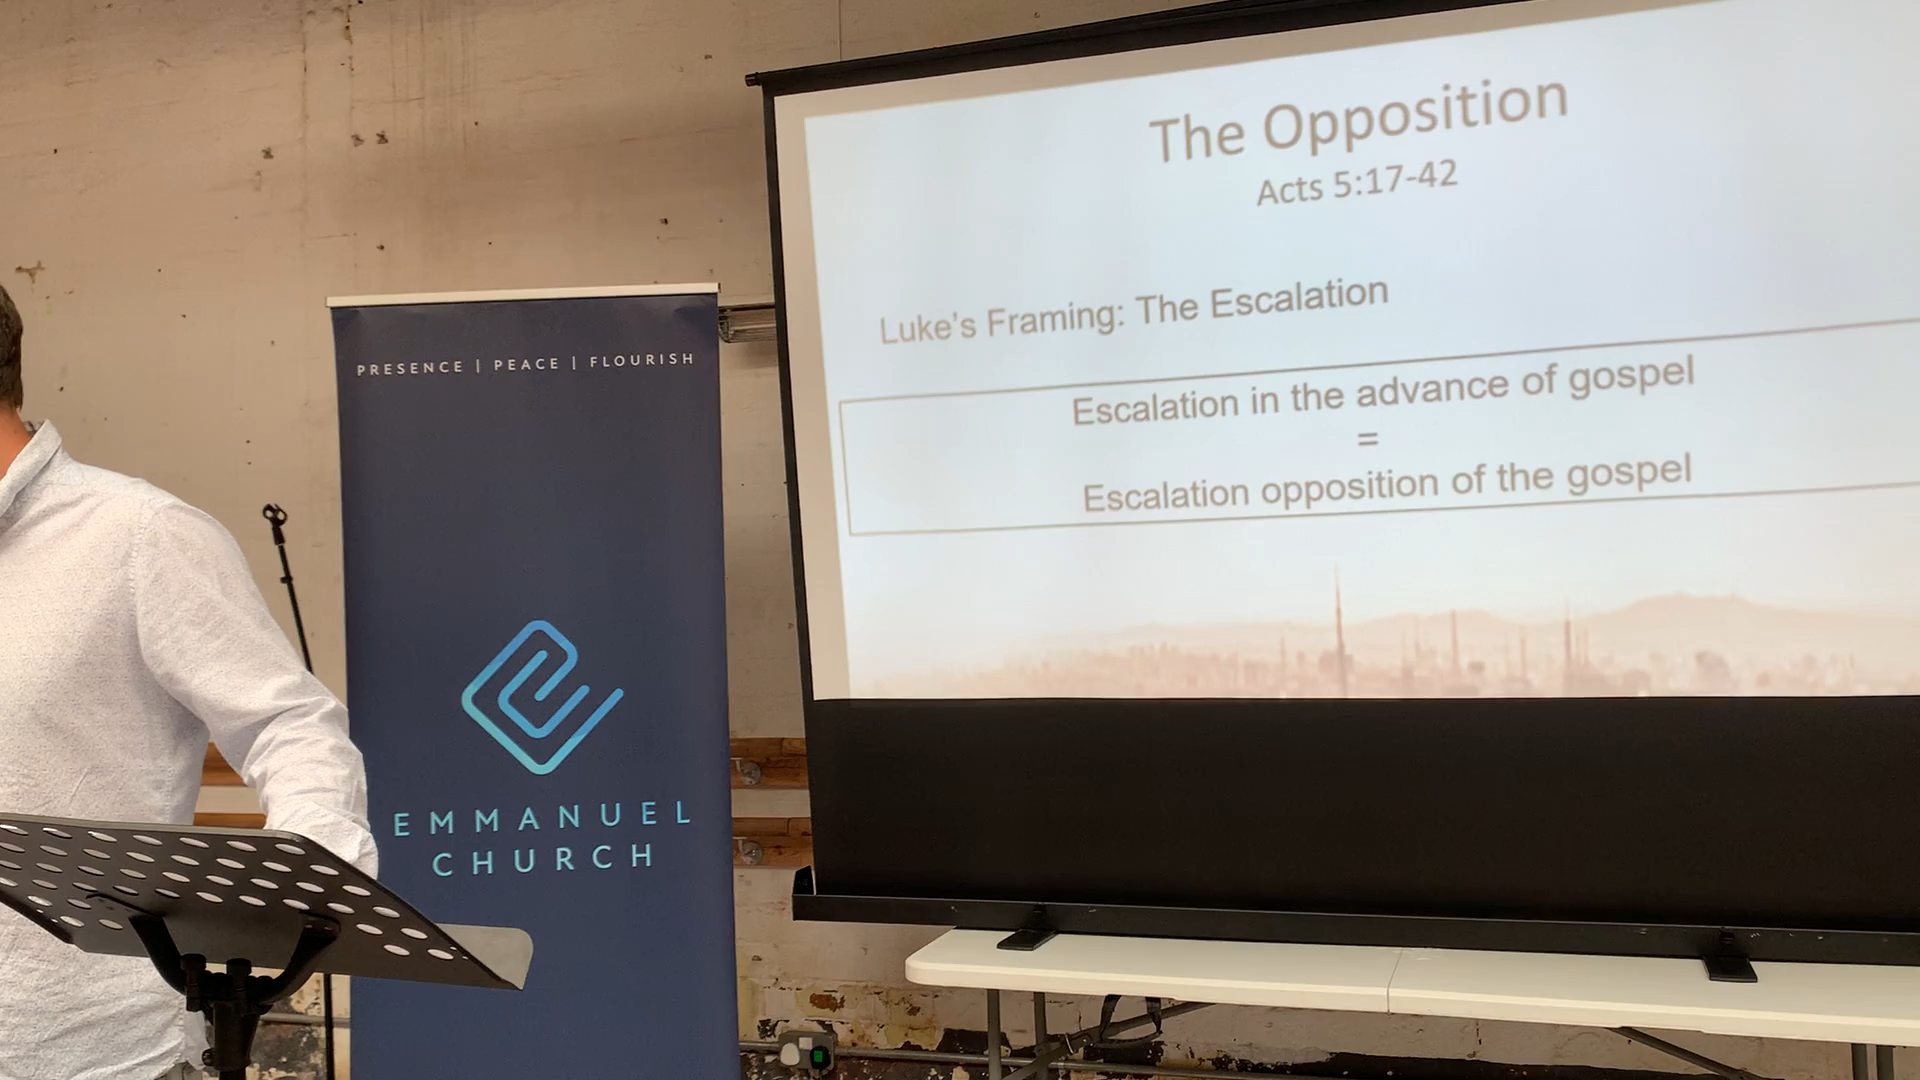 PRESENCE | PEACE | FLOURISH
EMMANUEL
CHURCH
The Opposition
Acts 5:17-42
Luke's Framing: The Escalation
Escalation in the advance of gospel
=
Escalation opposition of the gospel